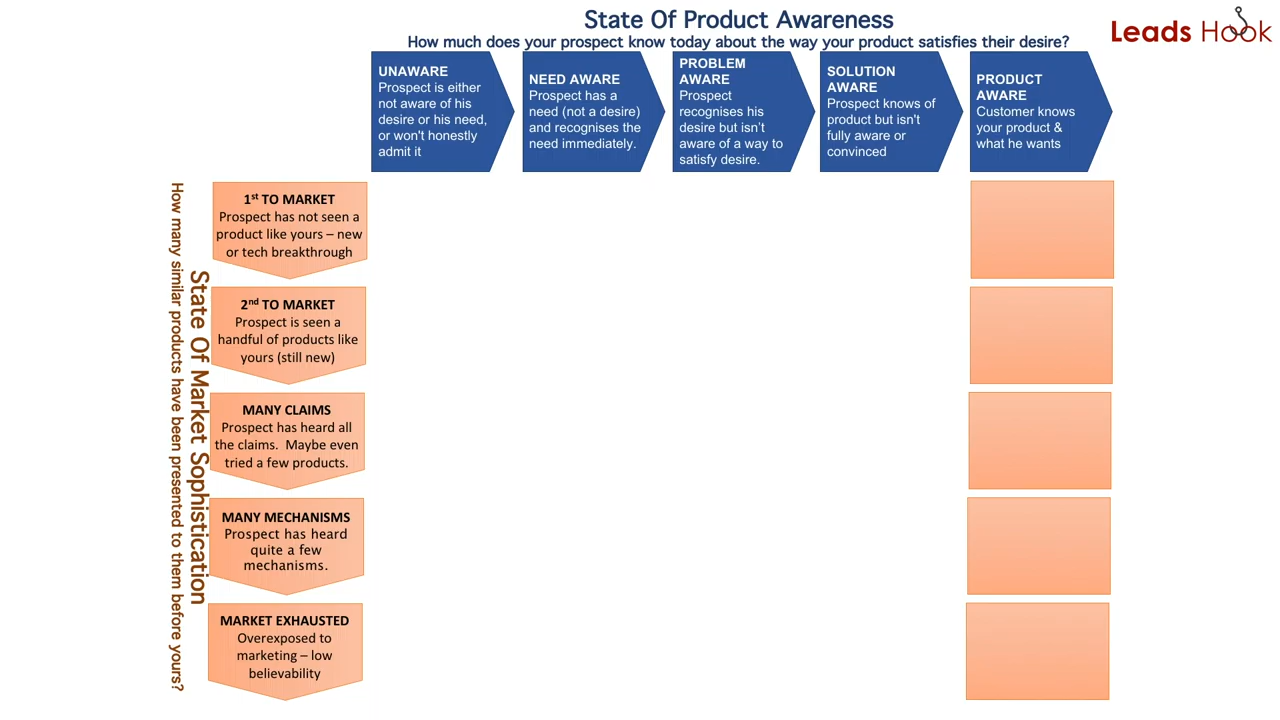 State Of Product Awareness
How much does your prospect know today about the way your product satisfies their desire?
Leads Hook
UNAWARE
Prospect is either
not aware of his
desire or his need,
or won't honestly
admit it
NEED AWARE
Prospect has a
need (not a desire)
and recognises the
need immediately.
PROBLEM
AWARE
Prospect
recognises his
desire but isn't
aware of a way to
satisfy desire.
SOLUTION
AWARE
Prospect knows of
product but isn't
fully aware or
convinced
PRODUCT
AWARE
Customer knows
your product &
what he wants
State Of Market Sophistication
How many similar products have been presented to them before yours?
1st TO MARKET
Prospect has not seen a
product like yours – new
or tech breakthrough
2nd TO MARKET
Prospect is seen a
handful of products like
yours (still new)
MANY CLAIMS
Prospect has heard all
the claims.  Maybe even
tried a few products.
MANY MECHANISMS
Prospect has heard
quite a few
mechanisms.
MARKET EXHAUSTED
Overexposed to
marketing – low
believability